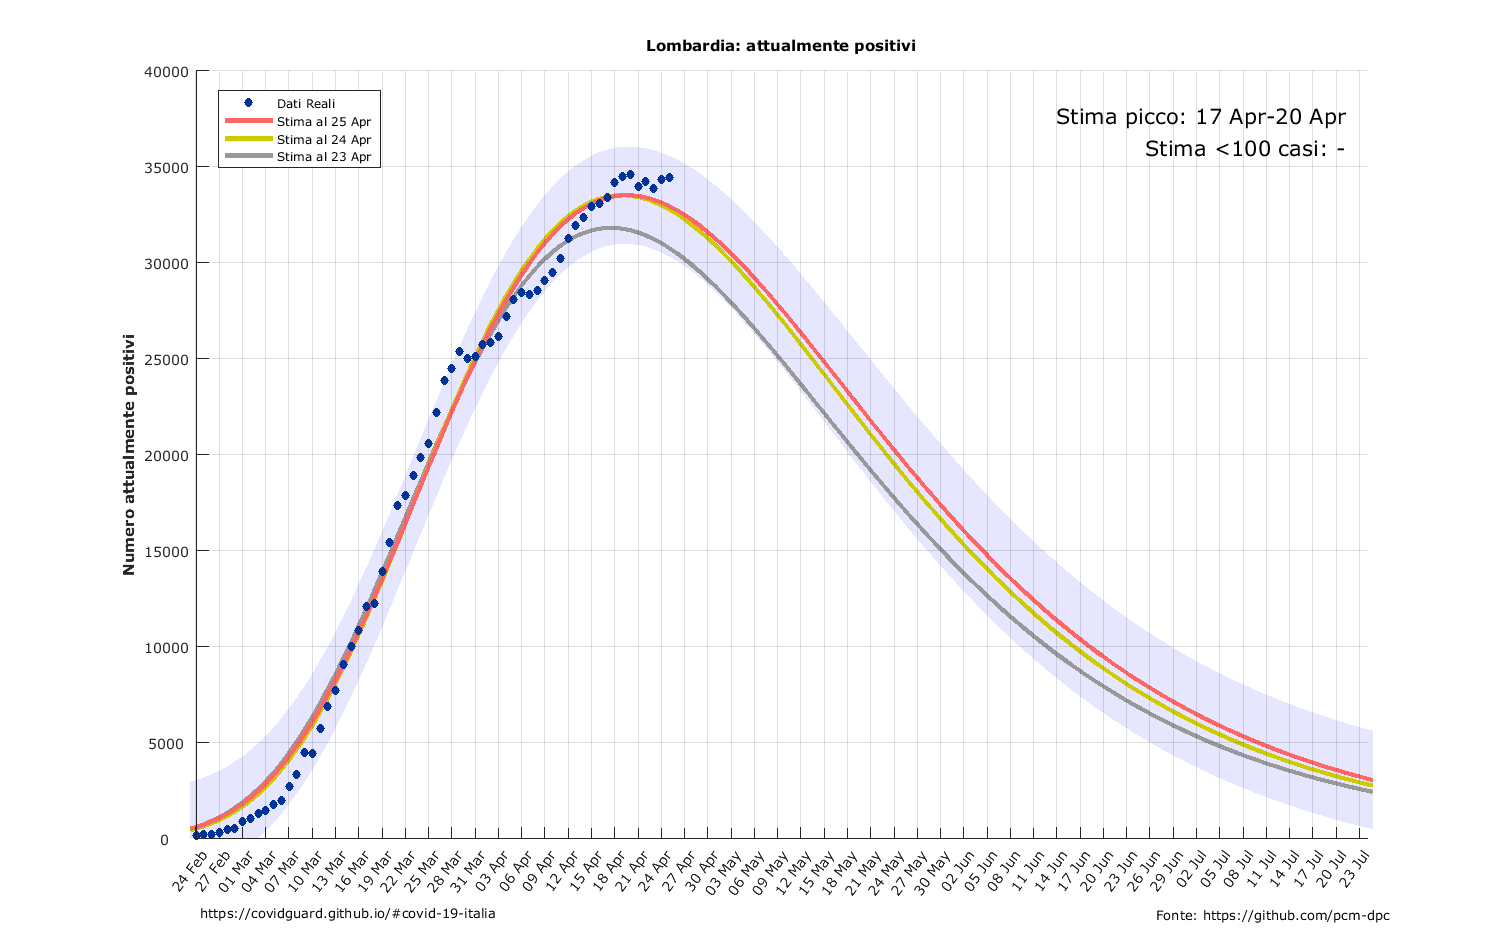 Lombardia: attualmente positivi
40000
35000
30000
25000
20000
15000
10000
5000
0
Numero attualmente positivi
Dati Reali
Stima al 25 Apr
Stima al 24 Apr
Stima al 23 Apr
Stima picco: 17 Apr-20 Apr
Stima <100 casi: -
24 Feb
27 Feb
01 Mar
04 Mar
07 Mar
10 Mar
13 Mar
16 Mar
19 Mar
22 Mar
25 Mar
28 Mar
31 Mar
03 Apr
06 Apr
09 Apr
12 Apr
15 Apr
18 Apr
21 Apr
24 Apr
27 Apr
30 Apr
03 May
06 May
09 May
12 May
15 May
18 May
21 May
24 May
27 May
30 May
02 Jun
05 Jun
08 Jun
11 Jun
14 Jun
17 Jun
20 Jun
23 Jun
26 Jun
29 Jun
02 Jul
05 Jul
08 Jul
11 Jul
14 Jul
17 Jul
20 Jul
23 Jul
https://covidguard.github.io/#covid-19-italia
Fonte: https://github.com/pcm-dpc